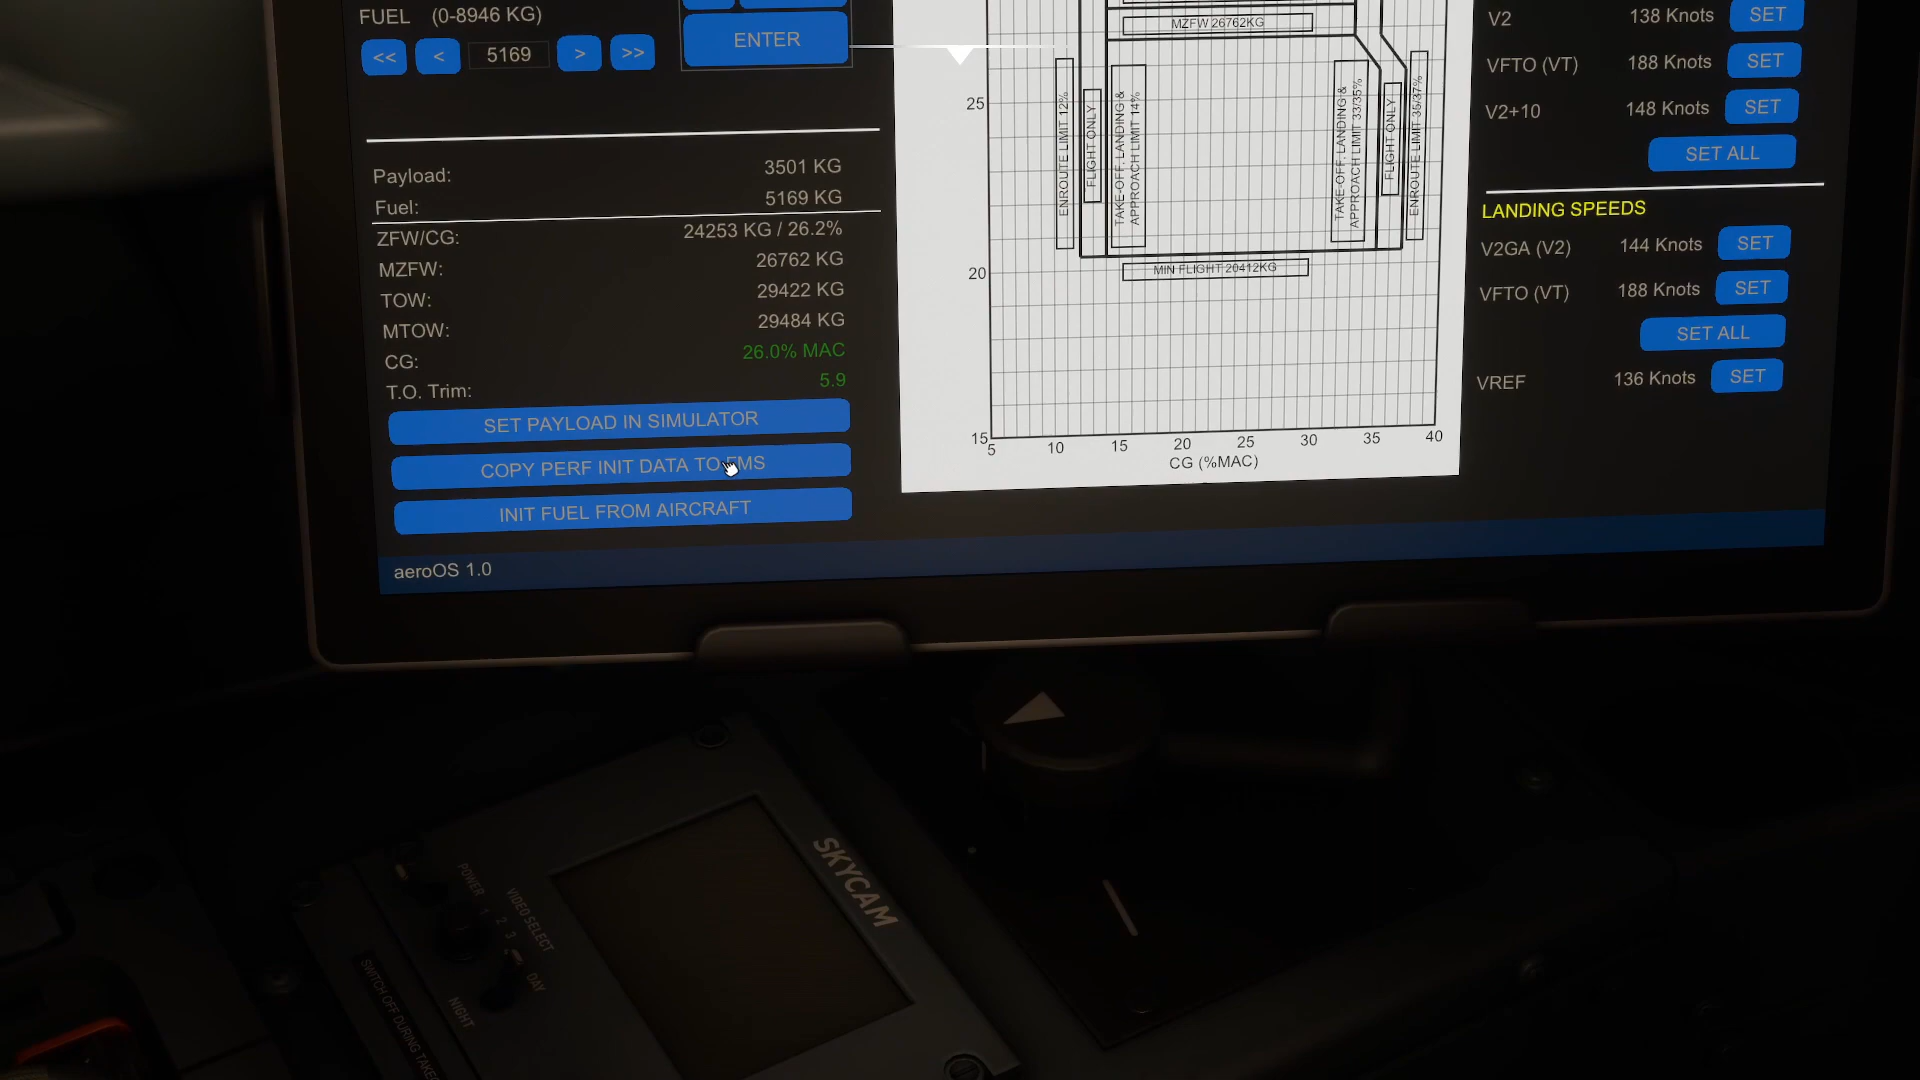 FUEL (0-8946 KG)
<< < 5169 > >>
ENTER
Payload: 3501 KG
Fuel: 5169 KG
ZFW/CG: 24253 KG / 26.2%
MZFW: 26762 KG
TOW: 29422 KG
MTOW: 29484 KG
CG: 26.0% MAC
T.O. Trim: 5.9
SET PAYLOAD IN SIMULATOR
COPY PERF INIT DATA TO FMS
INIT FUEL FROM AIRCRAFT
aeroOS 1.0
MZFW 26762KG
25
20
15
ENROUTE LIMIT 12%
FLIGHT ONLY
TAKE-OFF, LANDING &
APPROACH LIMIT 14%
TAKE-OFF, LANDING &
APPROACH LIMIT 33/35%
FLIGHT ONLY
ENROUTE LIMIT 35/37%
MIN FLIGHT 20412KG
5 10 15 20 25 30 35 40
CG (%MAC)
V2 138 Knots SET
VFTO (VT) 188 Knots SET
V2+10 148 Knots SET
SET ALL
LANDING SPEEDS
V2GA (V2) 144 Knots SET
VFTO (VT) 188 Knots SET
SET ALL
VREF 136 Knots SET
SKYCAM
POWER
VIDEO SELECT
1 2 3
DAY
NIGHT
SWITCH OFF DURING